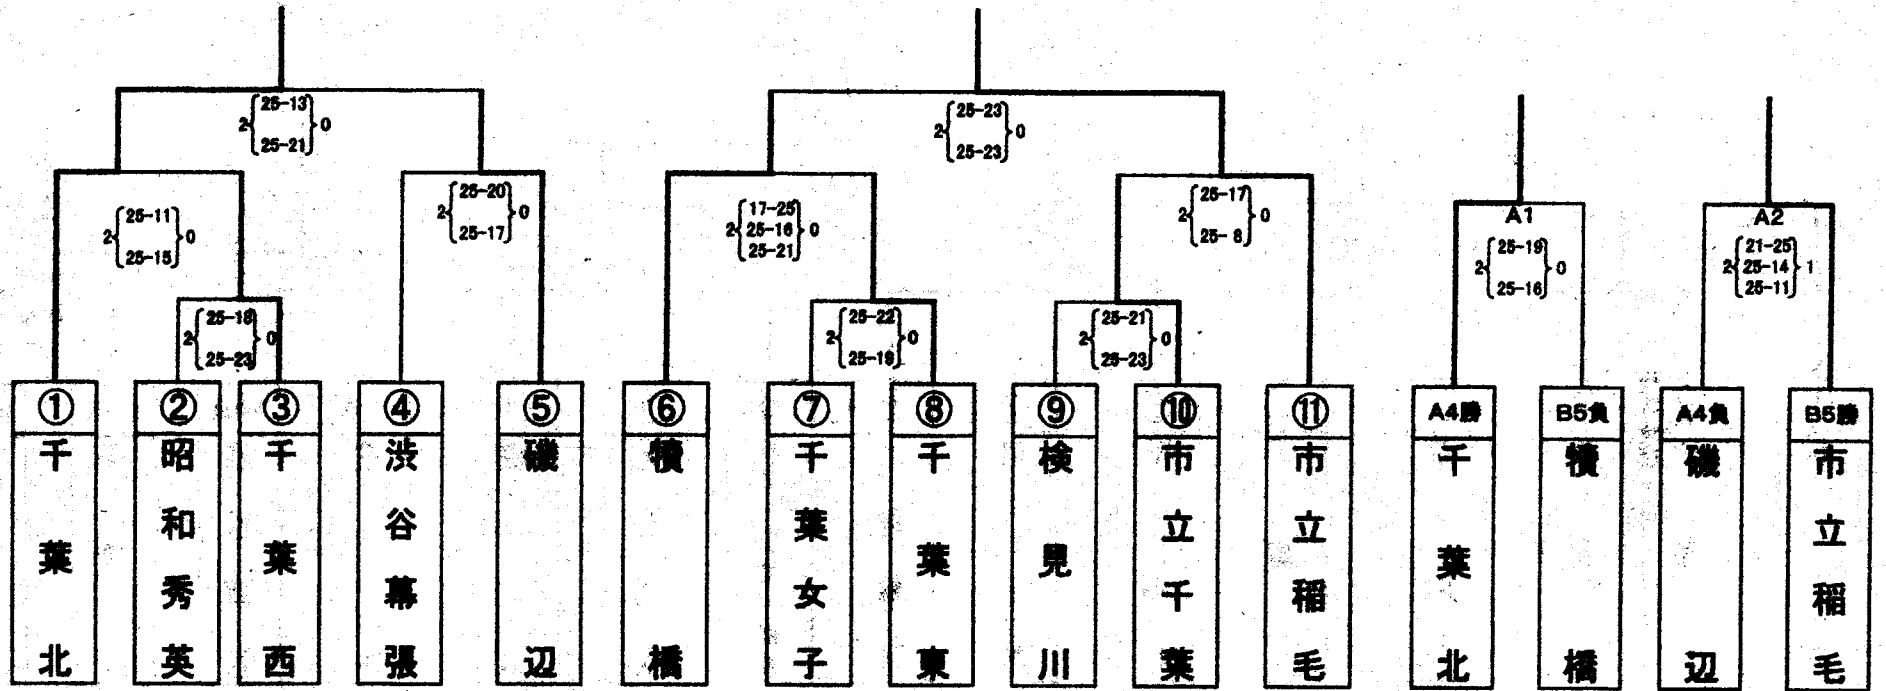 2 25-13 0
25-21
2 25-23 0
25-23
2 25-11 0
25-15
2 25-20 0
25-17
2 17-25 0
25-16
25-21
2 25-17 0
25- 8
A1
2 25-19 0
25-16
A2
2 21-25 1
25-14
25-11
2 25-18 0
25-23
2 25-22 0
25-19
2 25-21 0
25-23
① 千葉北
② 昭和秀英
③ 千葉西
④ 渋谷幕張
⑤ 磯辺
⑥ 犢橋
⑦ 千葉女子
⑧ 千葉東
⑨ 検見川
⑩ 市立千葉
⑪ 市立稲毛
A4勝 千葉北
B5負 犢橋
A4負 磯辺
B5勝 市立稲毛